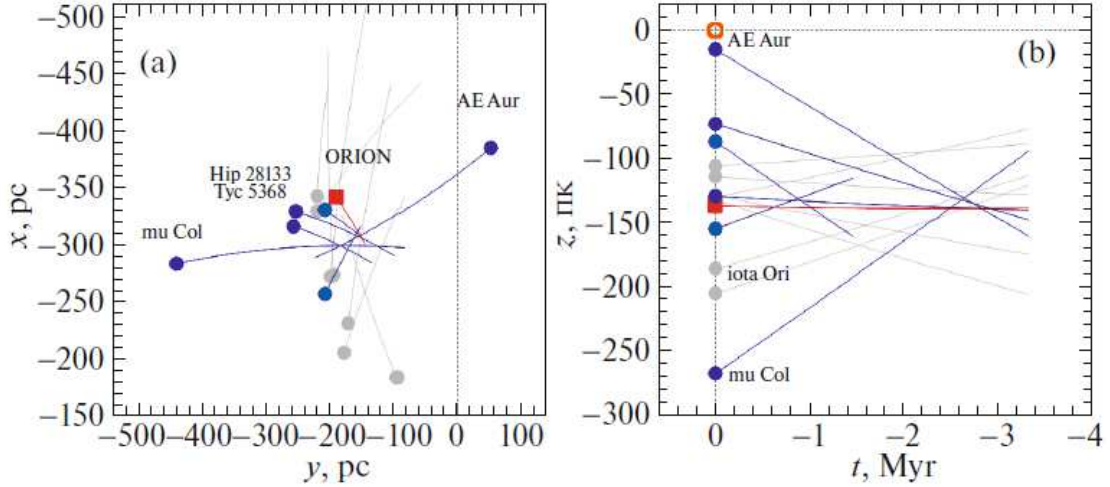 −500
−450
−400
−350
−300
−250
−200
−150
x, pc
(a)
AE Aur
Hip 28133
Tyc 5368
ORION
mu Col
−500 −400 −300 −200 −100 0 100
y, pc
0
−50
−100
−150
−200
−250
−300
z, пк
(b)
AE Aur
iota Ori
mu Col
0 −1 −2 −3 −4
t, Myr